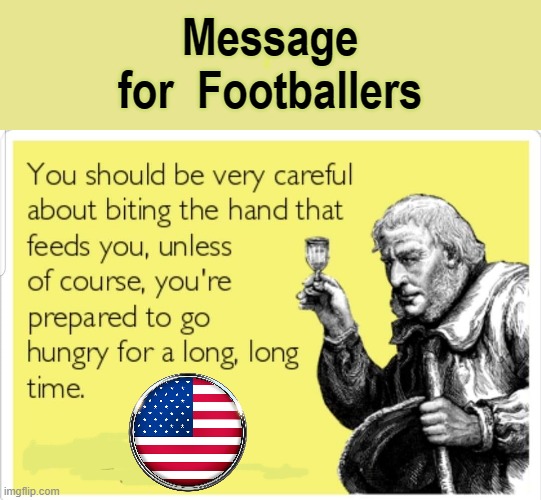 Message
for Footballers
You should be very careful
about biting the hand that
feeds you, unless
of course, you're
prepared to go
hungry for a long, long
time.
imgflip.com